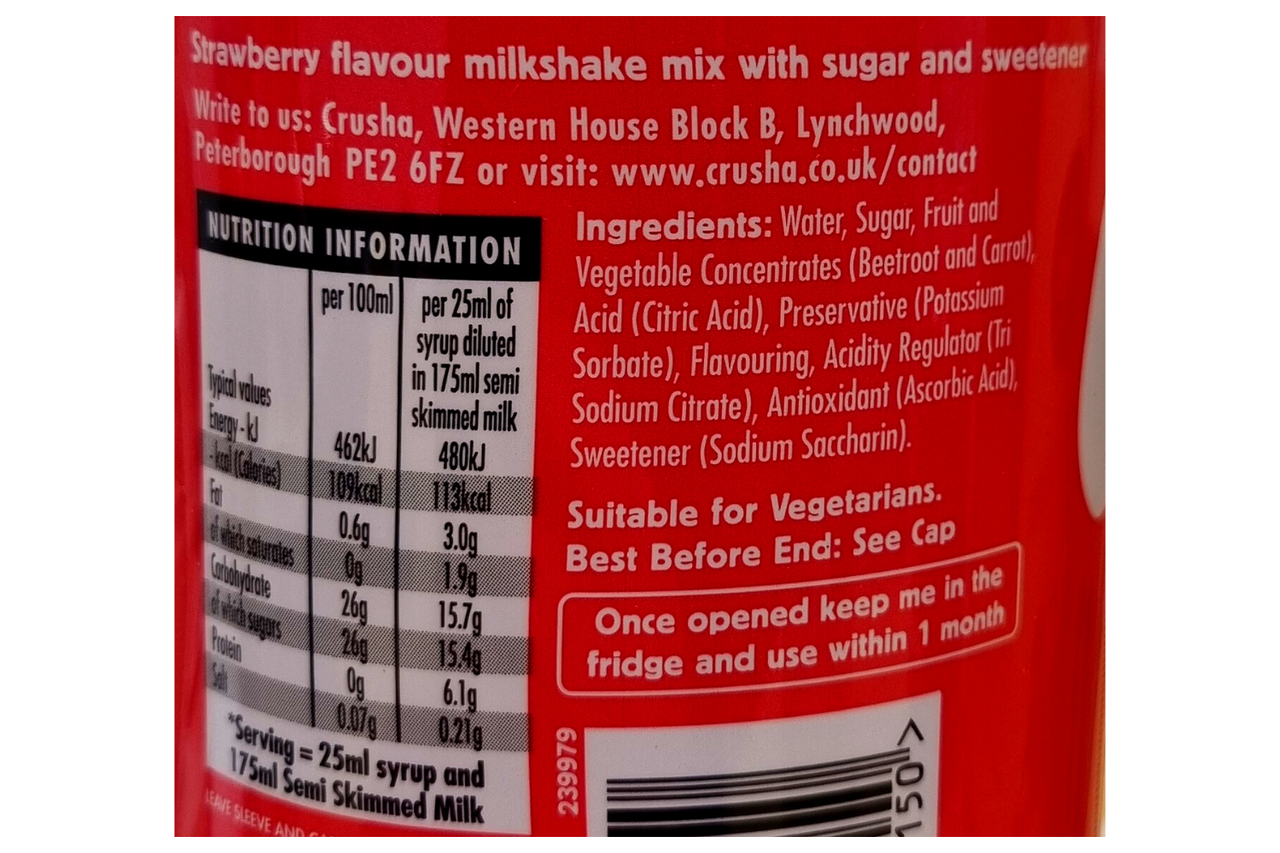 Strawberry flavour milkshake mix with sugar and sweetener
Write to us: Crusha, Western House Block B, Lynchwood,
Peterborough PE2 6FZ or visit: www.crusha.co.uk/contact
NUTRITION INFORMATION
per 100ml per 25ml of
syrup diluted
in 175ml semi
skimmed milk
Typical values
Energy - kJ 462kJ 480kJ
- kcal (Calories) 109kcal 113kcal
Fat 0.6g 3.0g
of which saturates 0g 1.9g
Carbohydrate 26g 15.7g
of which sugars 26g 15.4g
Protein 0g 6.1g
Salt 0.07g 0.21g
*Serving = 25ml syrup and
175ml Semi Skimmed Milk
LEAVE SLEEVE AND
Ingredients: Water, Sugar, Fruit and
Vegetable Concentrates (Beetroot and Carrot),
Acid (Citric Acid), Preservative (Potassium
Sorbate), Flavouring, Acidity Regulator (Tri
Sodium Citrate), Antioxidant (Ascorbic Acid),
Sweetener (Sodium Saccharin).
Suitable for Vegetarians.
Best Before End: See Cap
Once opened keep me in the
fridge and use within 1 month
239979
150>